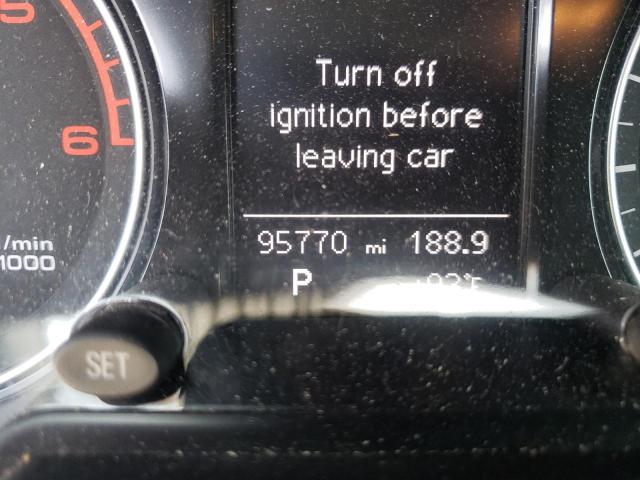 5
6
/min
1000
Turn off
ignition before
leaving car
95770 mi 188.9
P
SET